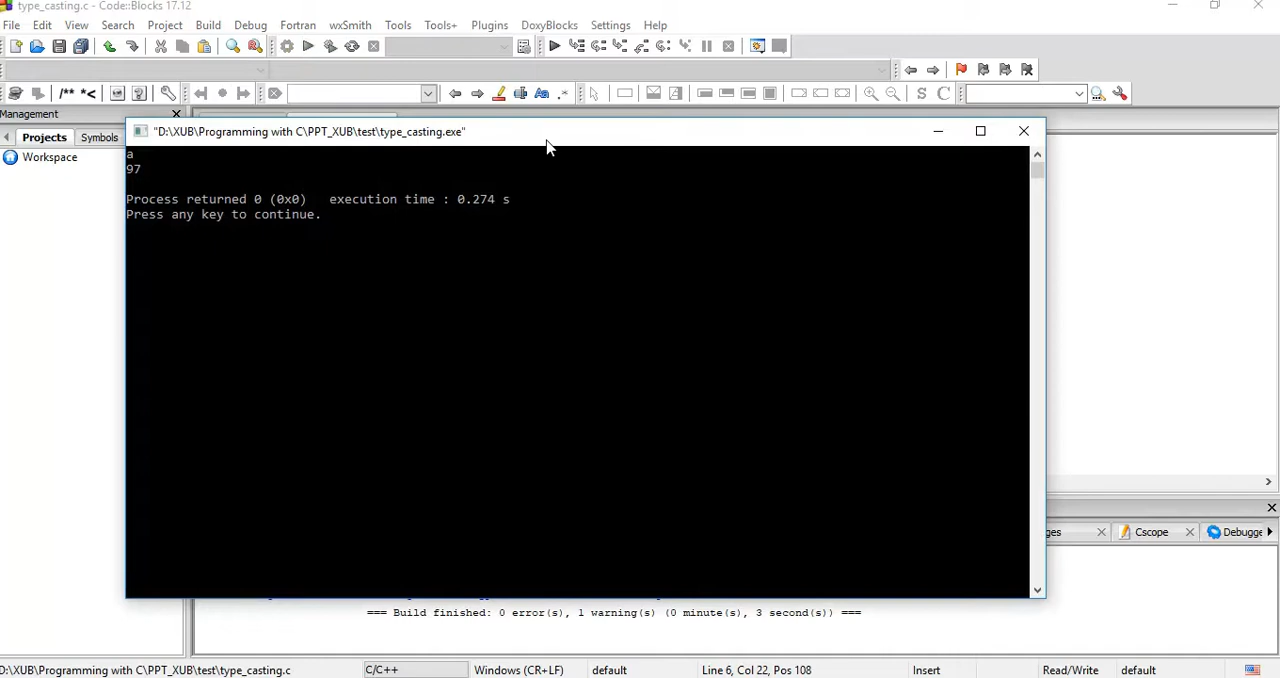 type_casting.c - Code::Blocks 17.12
File Edit View Search Project Build Debug Fortran wxSmith Tools Tools+ Plugins DoxyBlocks Settings Help
/** *<
S C
Management
Projects Symbols
Workspace
"D:\XUB\Programming with C\PPT_XUB\test\type_casting.exe"
a
97
Process returned 0 (0x0) execution time : 0.274 s
Press any key to continue.
ges Cscope Debugge
=== Build finished: 0 error(s), 1 warning(s) (0 minute(s), 3 second(s)) ===
D:\XUB\Programming with C\PPT_XUB\test\type_casting.c C/C++ Windows (CR+LF) default Line 6, Col 22, Pos 108 Insert Read/Write default